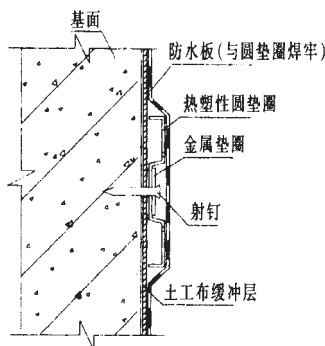 基面
防水板(与圆垫圈焊牢)
热塑性圆垫圈
金属垫圈
射钉
土工布缓冲层